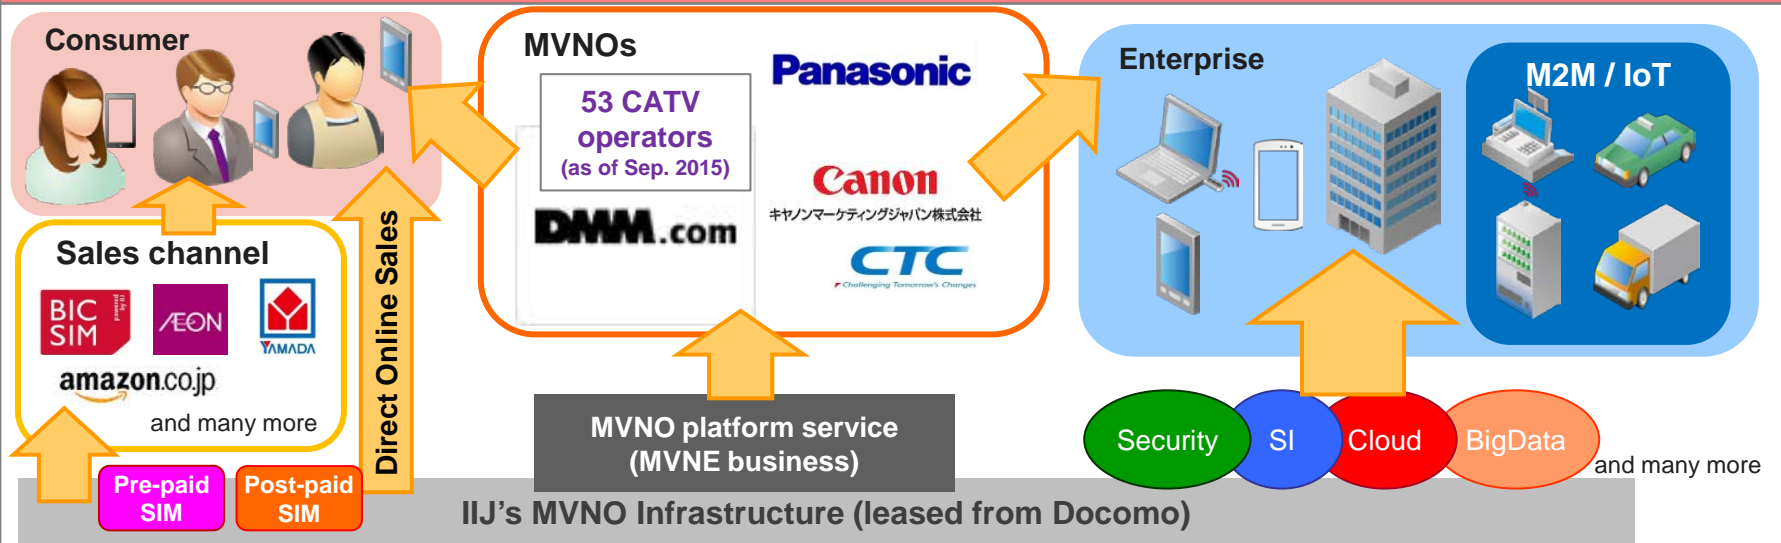 Consumer
MVNOs
53 CATV
operators
(as of Sep. 2015)
DMM.com
Panasonic
Canon
キヤノンマーケティングジャパン株式会社
CTC
Challenging Tomorrow's Changes
Enterprise
M2M / IoT
Sales channel
BIC
SIM
ÆON
YAMADA
amazon.co.jp
and many more
Direct Online Sales
MVNO platform service
(MVNE business)
Security
SI
Cloud
BigData
and many more
Pre-paid
SIM
Post-paid
SIM
IIJ's MVNO Infrastructure (leased from Docomo)